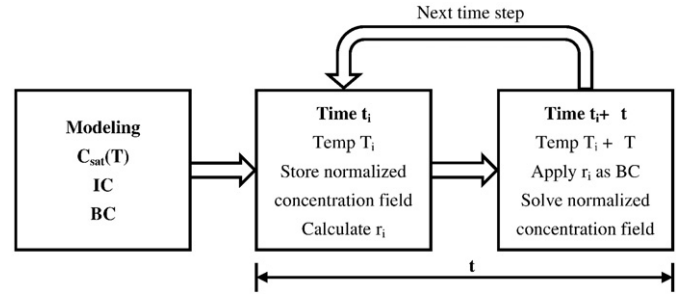 Next time step
Modeling
Csat(T)
IC
BC
Time ti
Temp Ti
Store normalized
concentration field
Calculate ri
Time ti+ t
Temp Ti + T
Apply ri as BC
Solve normalized
concentration field
t